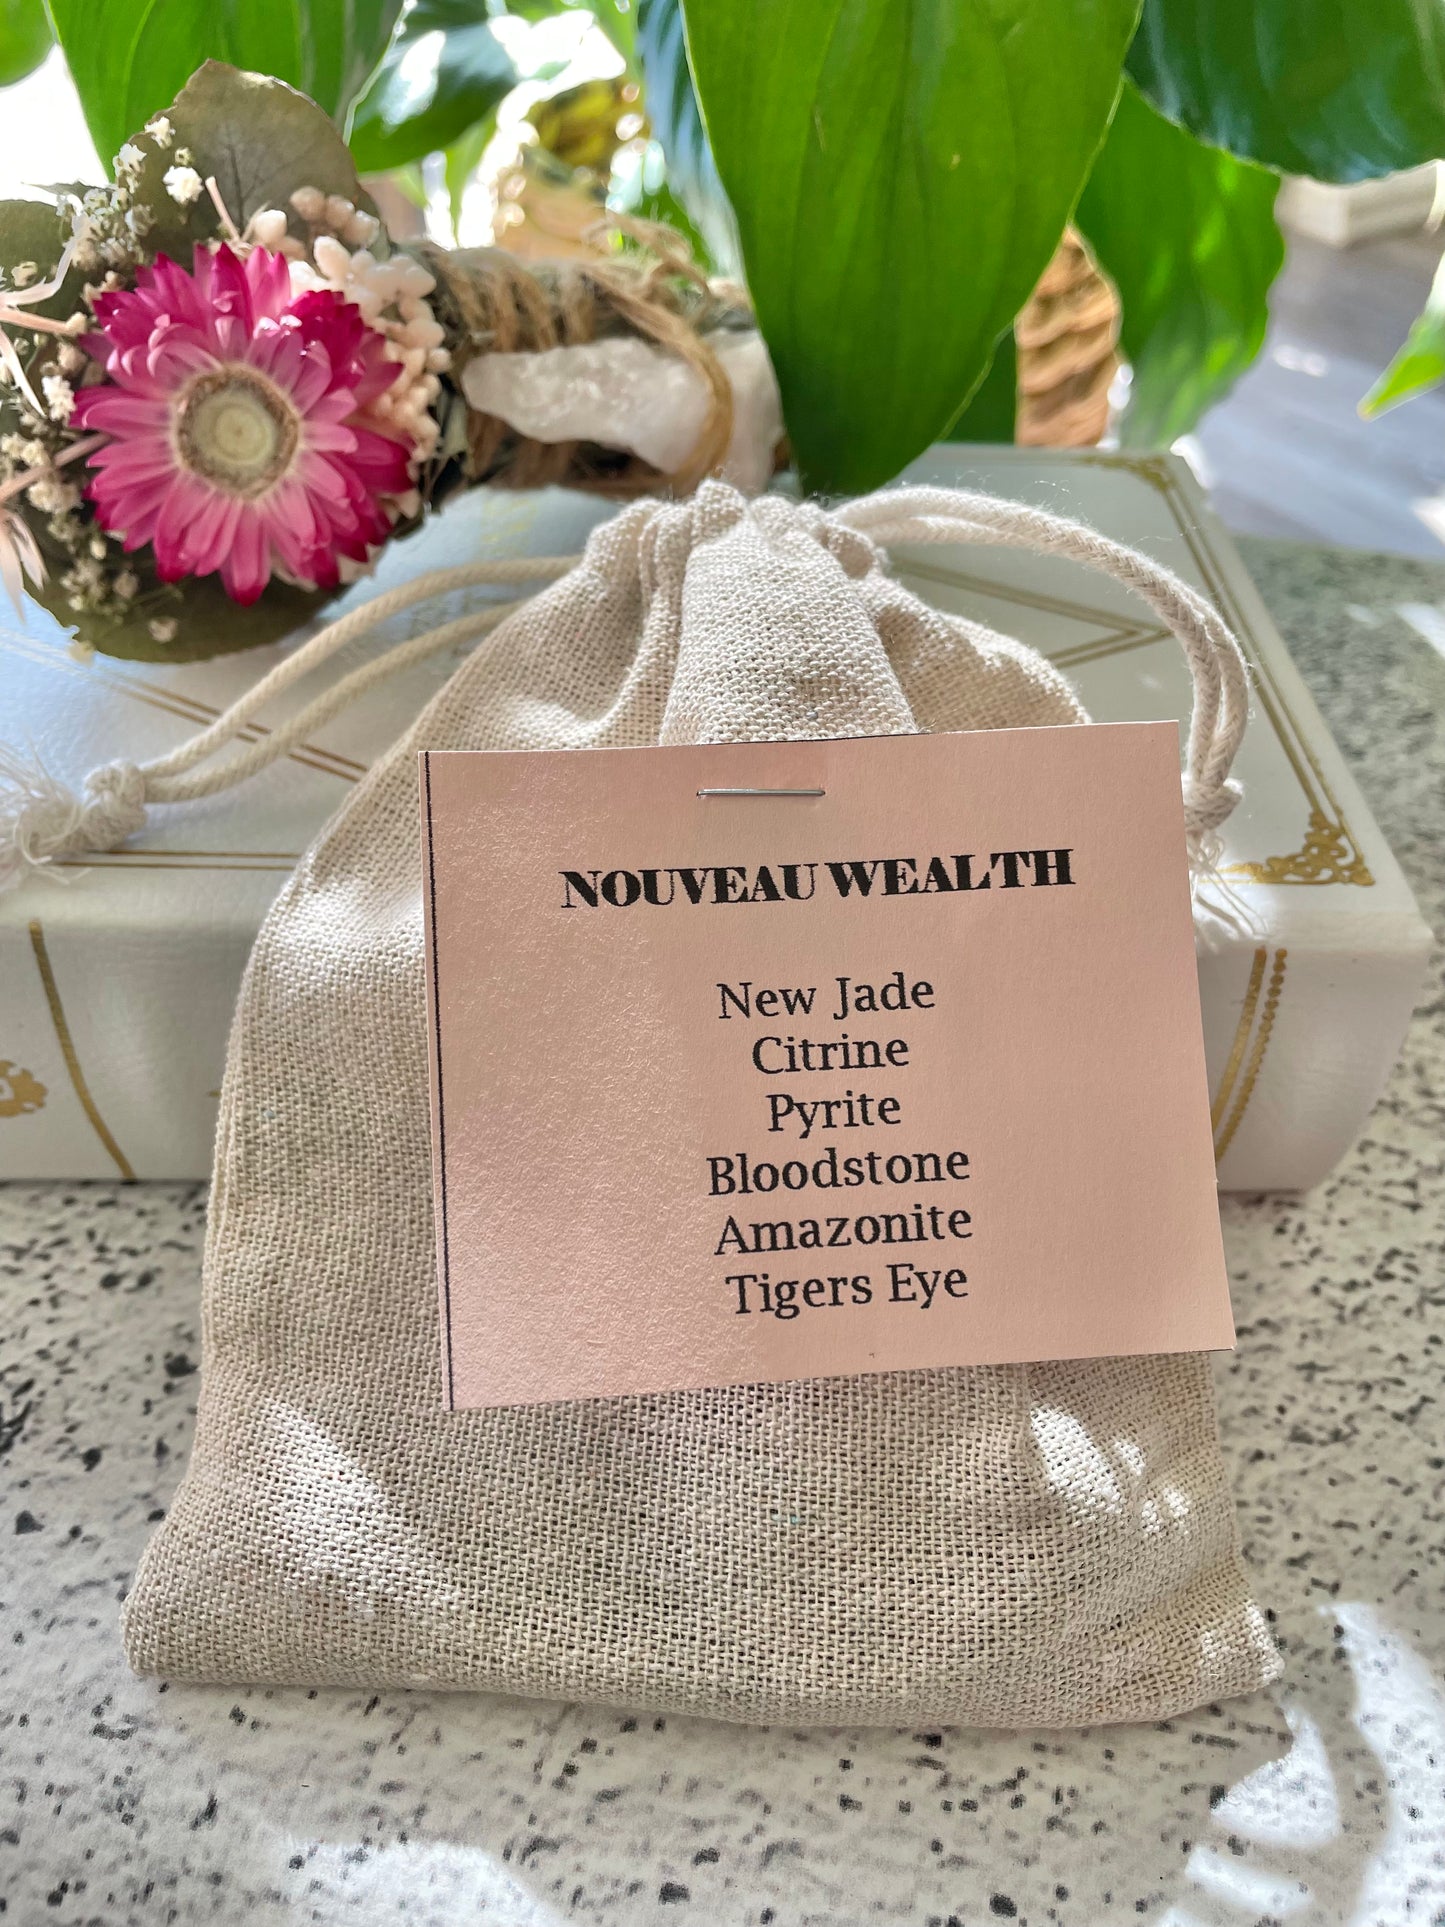 NOUVEAU WEALTH
New Jade
Citrine
Pyrite
Bloodstone
Amazonite
Tigers Eye